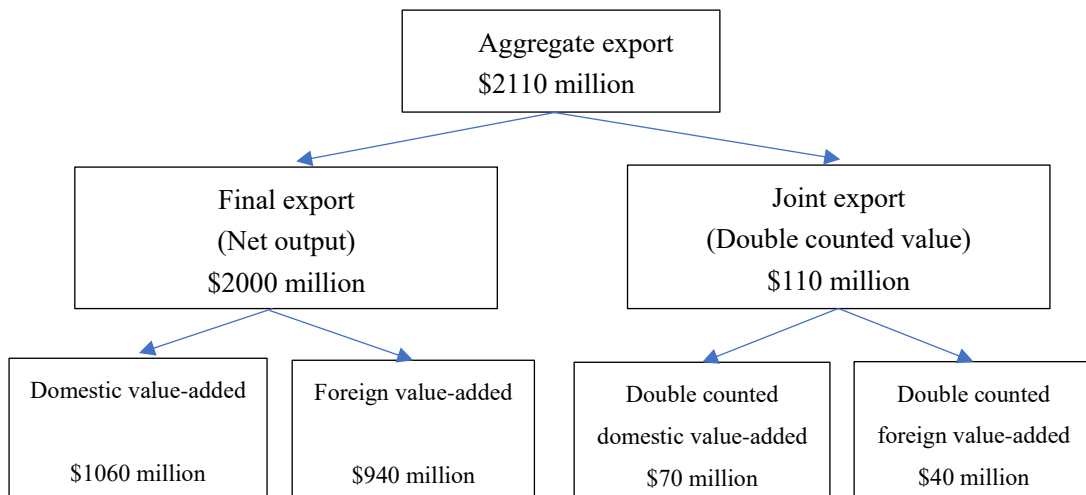 Aggregate export
$2110 million
Final export
(Net output)
$2000 million
Joint export
(Double counted value)
$110 million
Domestic value-added
$1060 million
Foreign value-added
$940 million
Double counted
domestic value-added
$70 million
Double counted
foreign value-added
$40 million